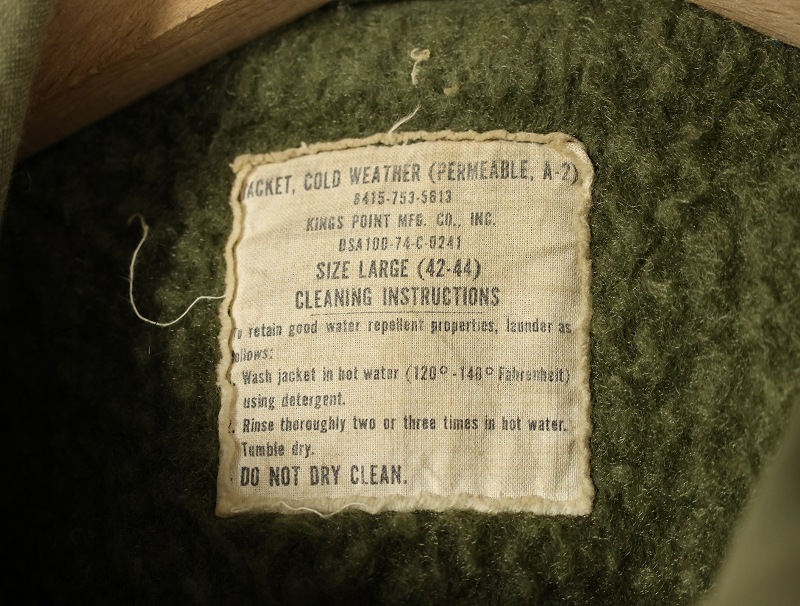 ACKET, COLD WEATHER (PERMEABLE, A-2)
8415-753-5613
KINGS POINT MFG. CO., INC.
DSA100-74-C-0241
SIZE LARGE (42-44)
CLEANING INSTRUCTIONS
o retain good water repellent properties, launder as
ollows:
. Wash jacket in hot water (120°-140° Fahrenheit)
using detergent.
. Rinse thoroughly two or three times in hot water.
Tumble dry.
DO NOT DRY CLEAN.